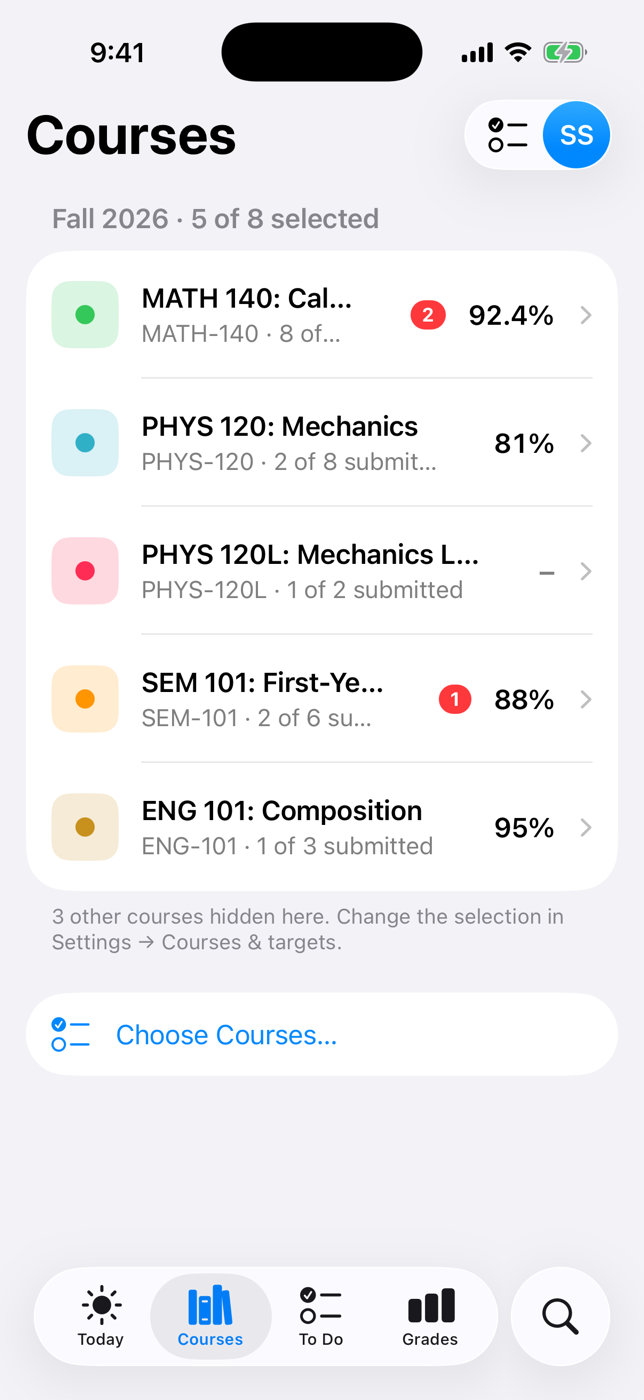 9:41
Courses
SS
Fall 2026 · 5 of 8 selected
MATH 140: Cal...
MATH-140 · 8 of...
2
92.4%
PHYS 120: Mechanics
PHYS-120 · 2 of 8 submit...
81%
PHYS 120L: Mechanics L...
PHYS-120L · 1 of 2 submitted
–
SEM 101: First-Ye...
SEM-101 · 2 of 6 su...
1
88%
ENG 101: Composition
ENG-101 · 1 of 3 submitted
95%
3 other courses hidden here. Change the selection in
Settings → Courses & targets.
Choose Courses...
Today
Courses
To Do
Grades